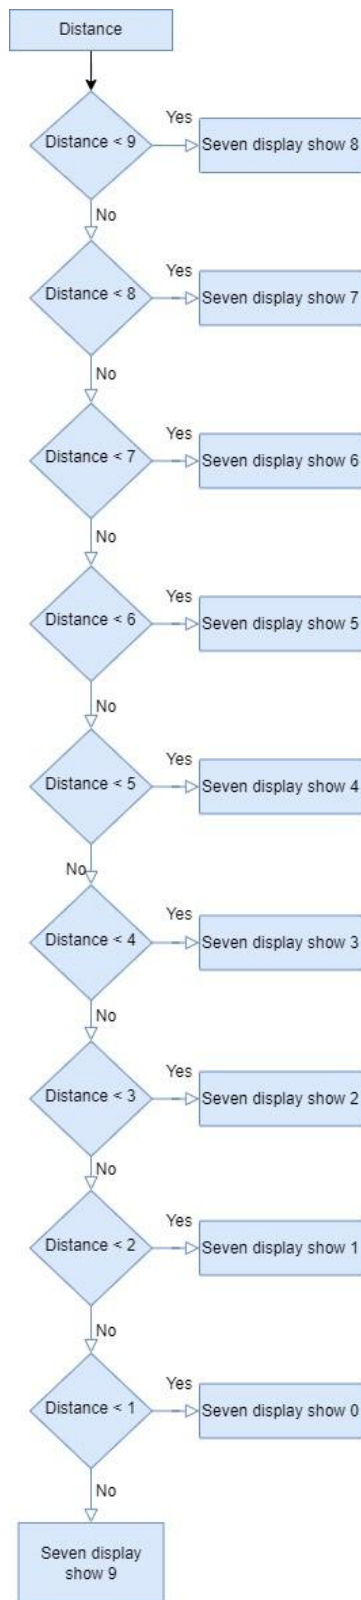 Distance
Distance < 9
Yes
Seven display show 8
No
Distance < 8
Yes
Seven display show 7
No
Distance < 7
Yes
Seven display show 6
No
Distance < 6
Yes
Seven display show 5
No
Distance < 5
Yes
Seven display show 4
No
Distance < 4
Yes
Seven display show 3
No
Distance < 3
Yes
Seven display show 2
No
Distance < 2
Yes
Seven display show 1
No
Distance < 1
Yes
Seven display show 0
No
Seven display
show 9